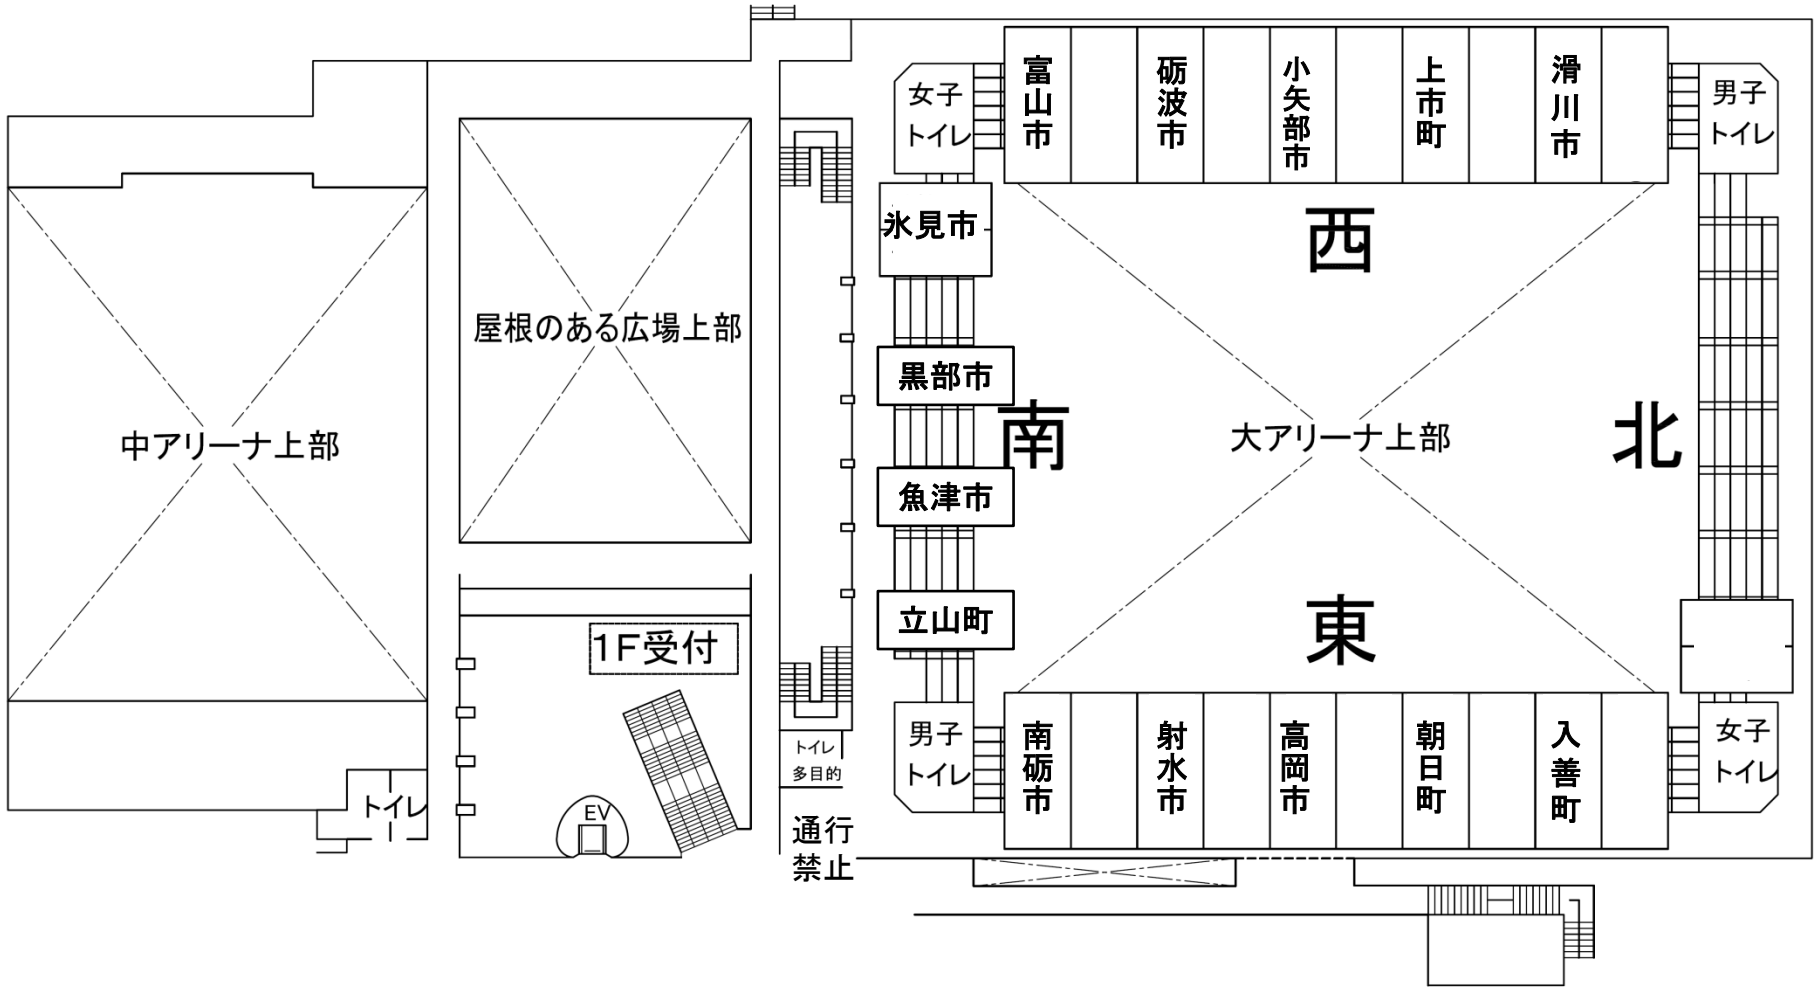 富山市
砺波市
小矢部市
上市町
滑川市
女子
トイレ
男子
トイレ
氷見市
西
屋根のある広場上部
黒部市
中アリーナ上部
南
大アリーナ上部
北
魚津市
立山町
東
1F受付
南砺市
射水市
高岡市
朝日町
入善町
男子
トイレ
女子
トイレ
トイレ
多目的
トイレ
EV
通行
禁止